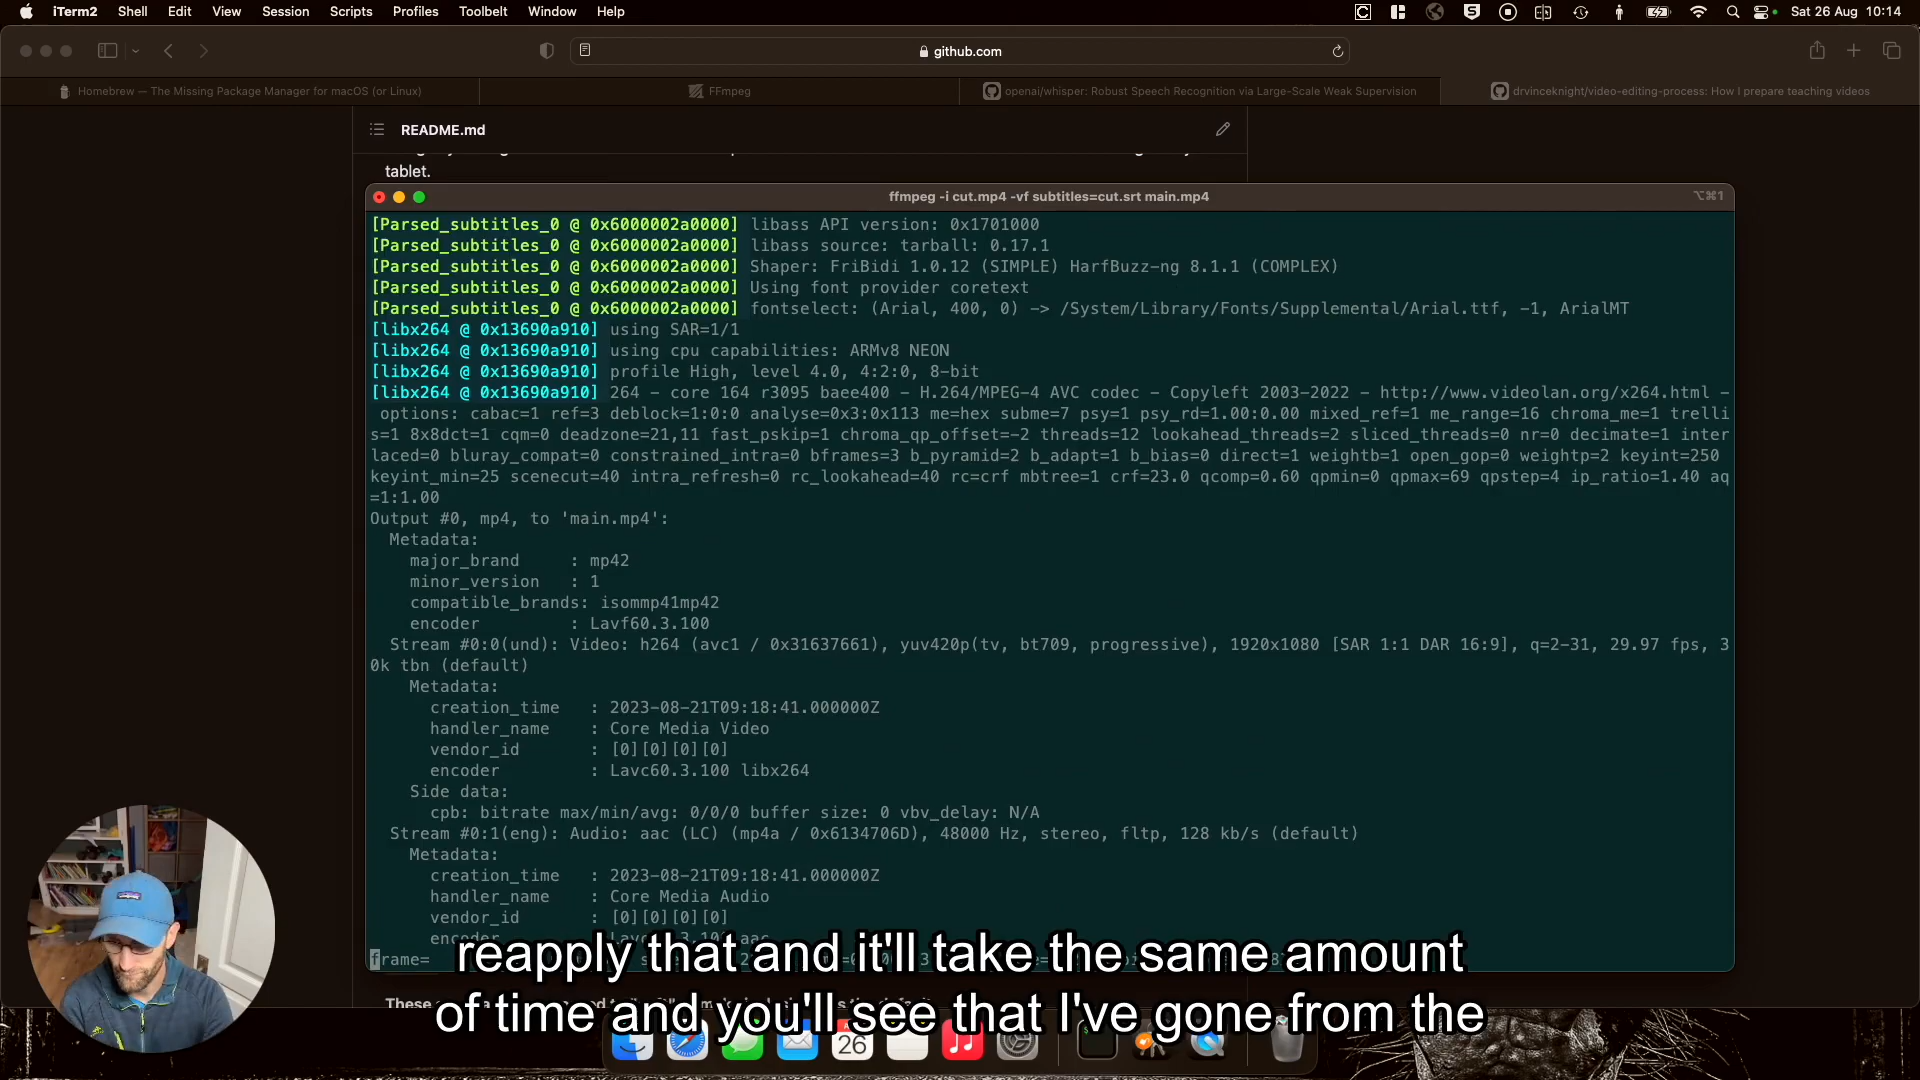 iTerm2 Shell Edit View Session Scripts Profiles Toolbelt Window Help Sat 26 Aug 10:14
github.com
Homebrew — The Missing Package Manager for macOS (or Linux) FFmpeg openai/whisper: Robust Speech Recognition via Large-Scale Weak Supervision drvinceknight/video-editing-process: How I prepare teaching videos
README.md
tablet.
ffmpeg -i cut.mp4 -vf subtitles=cut.srt main.mp4 ⌥⌘1
[Parsed_subtitles_0 @ 0x6000002a0000] libass API version: 0x1701000
[Parsed_subtitles_0 @ 0x6000002a0000] libass source: tarball: 0.17.1
[Parsed_subtitles_0 @ 0x6000002a0000] Shaper: FriBidi 1.0.12 (SIMPLE) HarfBuzz-ng 8.1.1 (COMPLEX)
[Parsed_subtitles_0 @ 0x6000002a0000] Using font provider coretext
[Parsed_subtitles_0 @ 0x6000002a0000] fontselect: (Arial, 400, 0) -> /System/Library/Fonts/Supplemental/Arial.ttf, -1, ArialMT
[libx264 @ 0x13690a910] using SAR=1/1
[libx264 @ 0x13690a910] using cpu capabilities: ARMv8 NEON
[libx264 @ 0x13690a910] profile High, level 4.0, 4:2:0, 8-bit
[libx264 @ 0x13690a910] 264 - core 164 r3095 baee400 - H.264/MPEG-4 AVC codec - Copyleft 2003-2022 - http://www.videolan.org/x264.html -
options: cabac=1 ref=3 deblock=1:0:0 analyse=0x3:0x113 me=hex subme=7 psy=1 psy_rd=1.00:0.00 mixed_ref=1 me_range=16 chroma_me=1 trelli
s=1 8x8dct=1 cqm=0 deadzone=21,11 fast_pskip=1 chroma_qp_offset=-2 threads=12 lookahead_threads=2 sliced_threads=0 nr=0 decimate=1 inter
laced=0 bluray_compat=0 constrained_intra=0 bframes=3 b_pyramid=2 b_adapt=1 b_bias=0 direct=1 weightb=1 open_gop=0 weightp=2 keyint=250
keyint_min=25 scenecut=40 intra_refresh=0 rc_lookahead=40 rc=crf mbtree=1 crf=23.0 qcomp=0.60 qpmin=0 qpmax=69 qpstep=4 ip_ratio=1.40 aq
=1:1.00
Output #0, mp4, to 'main.mp4':
Metadata:
major_brand : mp42
minor_version : 1
compatible_brands: isommp41mp42
encoder : Lavf60.3.100
Stream #0:0(und): Video: h264 (avc1 / 0x31637661), yuv420p(tv, bt709, progressive), 1920x1080 [SAR 1:1 DAR 16:9], q=2-31, 29.97 fps, 3
0k tbn (default)
Metadata:
creation_time : 2023-08-21T09:18:41.000000Z
handler_name : Core Media Video
vendor_id : [0][0][0][0]
encoder : Lavc60.3.100 libx264
Side data:
cpb: bitrate max/min/avg: 0/0/0 buffer size: 0 vbv_delay: N/A
Stream #0:1(eng): Audio: aac (LC) (mp4a / 0x6134706D), 48000 Hz, stereo, fltp, 128 kb/s (default)
Metadata:
creation_time : 2023-08-21T09:18:41.000000Z
handler_name : Core Media Audio
vendor_id : [0][0][0][0]
frame=
reapply that and it'll take the same amount
These
of time and you'll see that I've gone from the
26